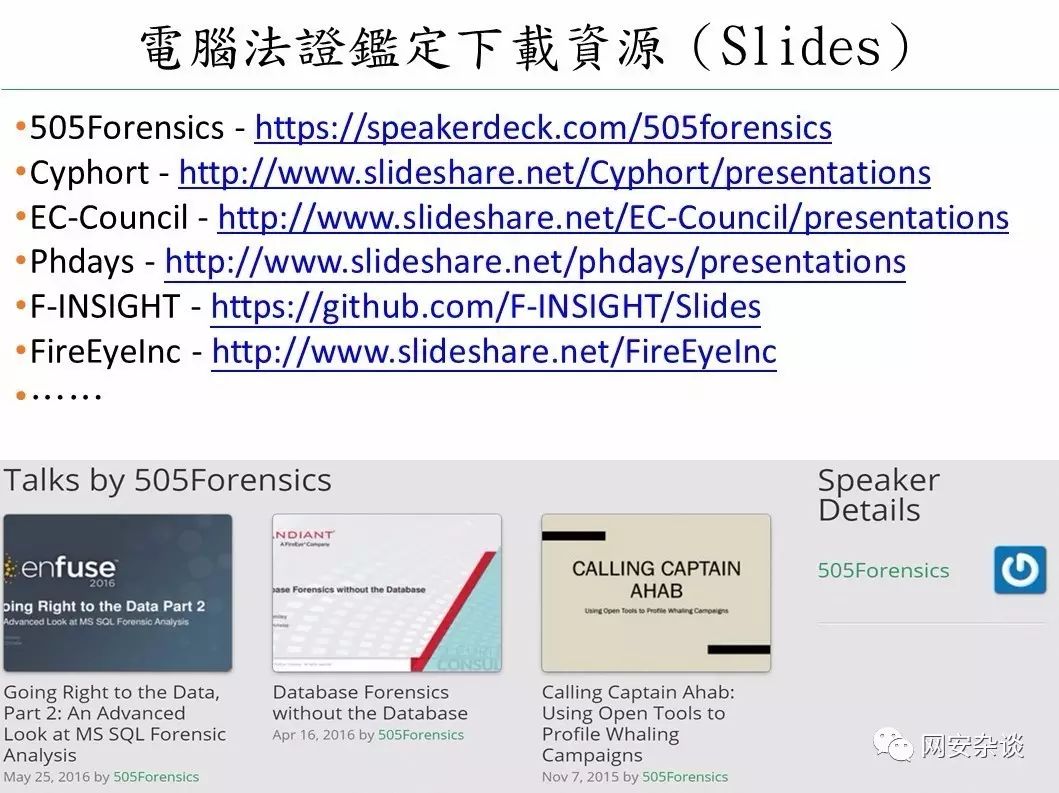 電腦法證鑑定下載資源（Slides）
•505Forensics - https://speakerdeck.com/505forensics
•Cyphort - http://www.slideshare.net/Cyphort/presentations
•EC-Council - http://www.slideshare.net/EC-Council/presentations
•Phdays - http://www.slideshare.net/phdays/presentations
•F-INSIGHT - https://github.com/F-INSIGHT/Slides
•FireEyeInc - http://www.slideshare.net/FireEyeInc
•……
Talks by 505Forensics
enfuse
2016
oing Right to the Data Part 2
Advanced Look at MS SQL Forensic Analysis
Going Right to the Data,
Part 2: An Advanced
Look at MS SQL Forensic
Analysis
May 25, 2016 by 505Forensics
NDIANT
A FireEye Company
ase Forensics without the Database
Database Forensics
without the Database
Apr 16, 2016 by 505Forensics
CALLING CAPTAIN
AHAB
Using Open Tools to Profile Whaling Campaigns
Calling Captain Ahab:
Using Open Tools to
Profile Whaling
Campaigns
Nov 7, 2015 by 505Forensics
Speaker
Details
505Forensics
网安杂谈